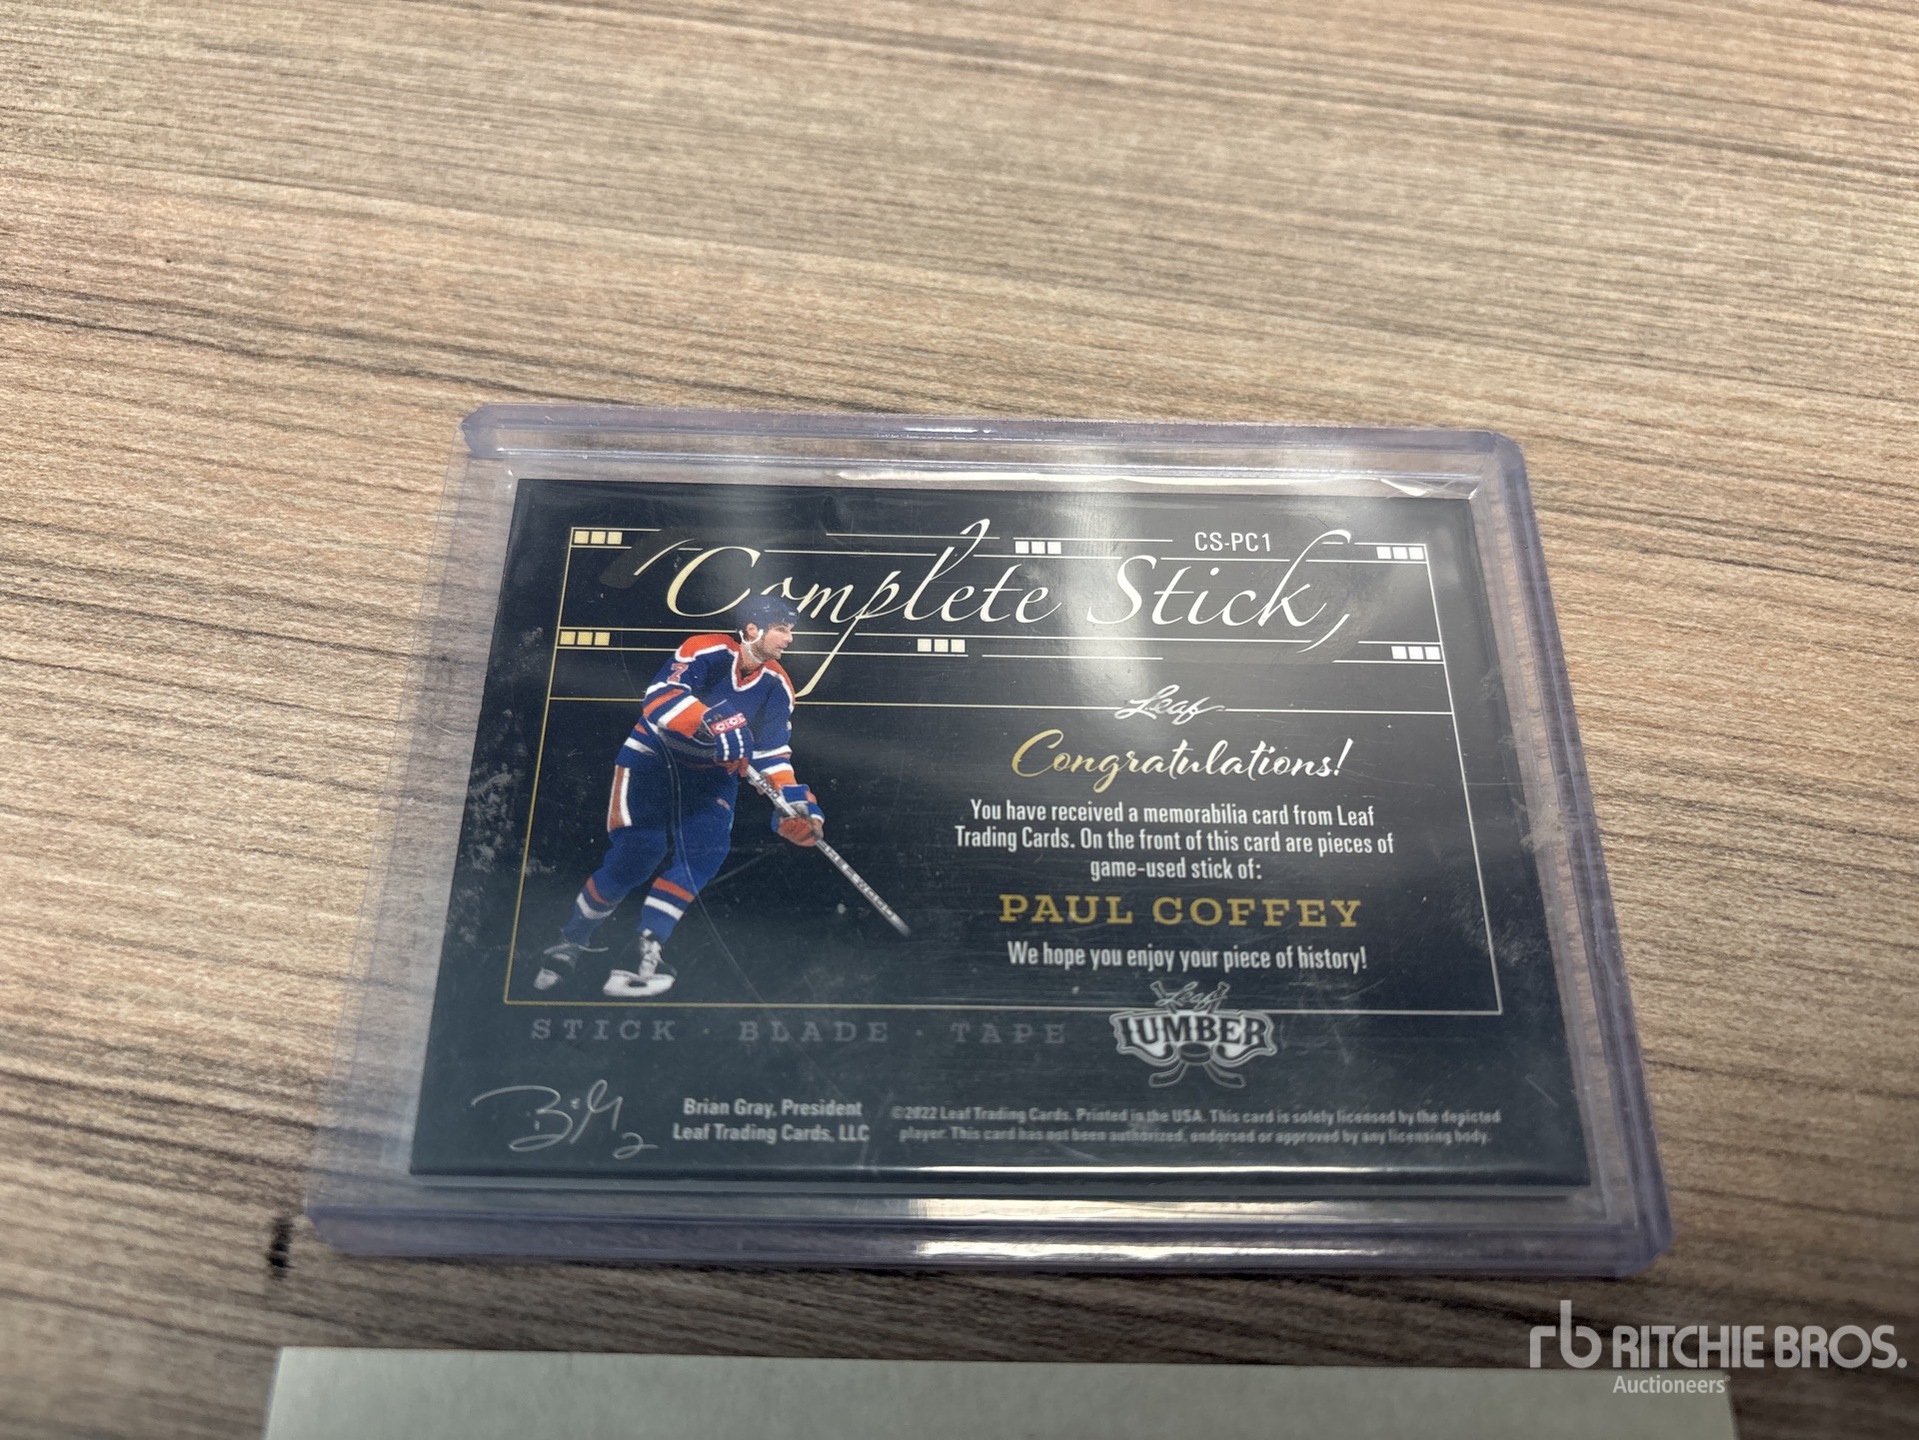 CS-PC1
Complete Stick
Leaf
Congratulations!
You have received a memorabilia card from Leaf
Trading Cards. On the front of this card are pieces of
game-used stick of:
PAUL COFFEY
We hope you enjoy your piece of history!
STICK · BLADE · TAPE
Leaf
LUMBER
Brian Gray, President
Leaf Trading Cards, LLC
©2022 Leaf Trading Cards. Printed in the USA. This card is solely licensed by the depicted
player. This card has not been authorized, endorsed or approved by any licensing body.
rb RITCHIE BROS.
Auctioneers